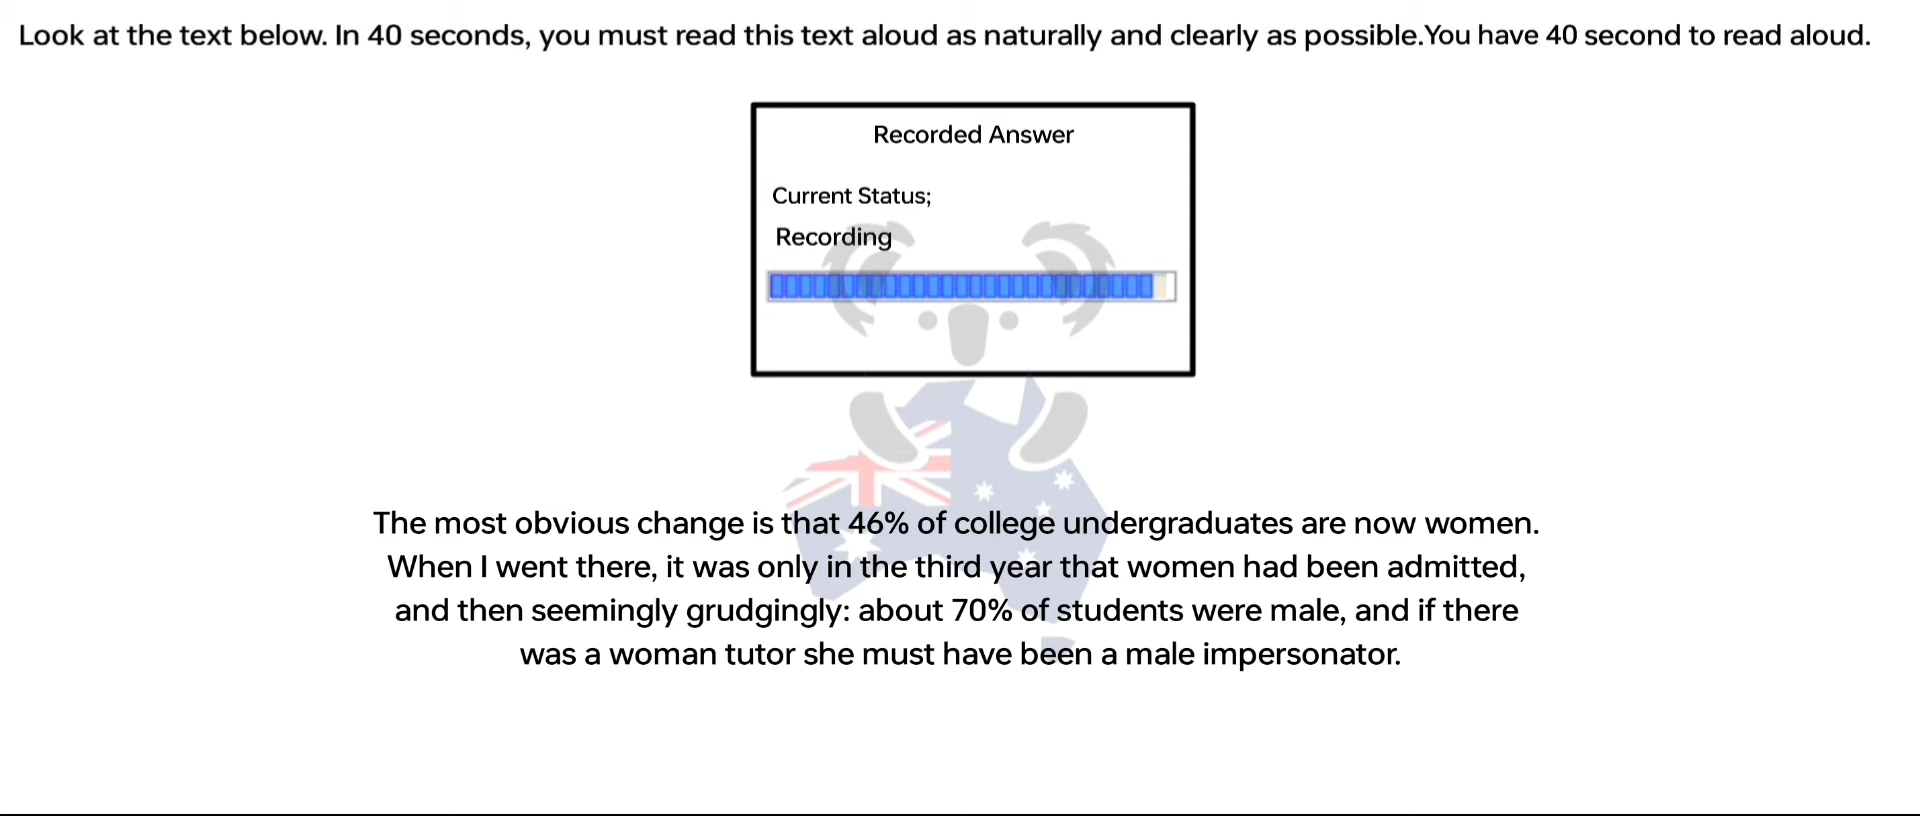 Look at the text below. In 40 seconds, you must read this text aloud as naturally and clearly as possible.You have 40 second to read aloud.
Recorded Answer
Current Status;
Recording
The most obvious change is that 46% of college undergraduates are now women.
When I went there, it was only in the third year that women had been admitted,
and then seemingly grudgingly: about 70% of students were male, and if there
was a woman tutor she must have been a male impersonator.